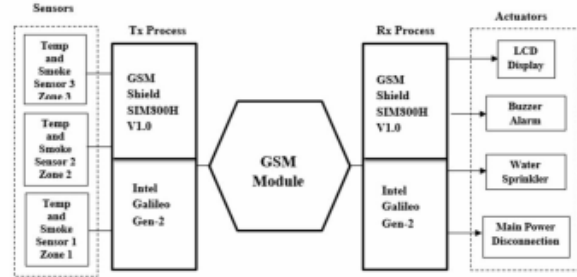 Sensors
Tx Process
Rx Process
Actuators
Temp
and
Smoke
Sensor 3
Zone 3
Temp
and
Smoke
Sensor 2
Zone 2
Temp
and
Smoke
Sensor 1
Zone 1
GSM
Shield
SIM800H
V1.0
Intel
Galileo
Gen-2
GSM
Module
GSM
Shield
SIM800H
V1.0
Intel
Galileo
Gen-2
LCD
Display
Buzzer
Alarm
Water
Sprinkler
Main Power
Disconnection